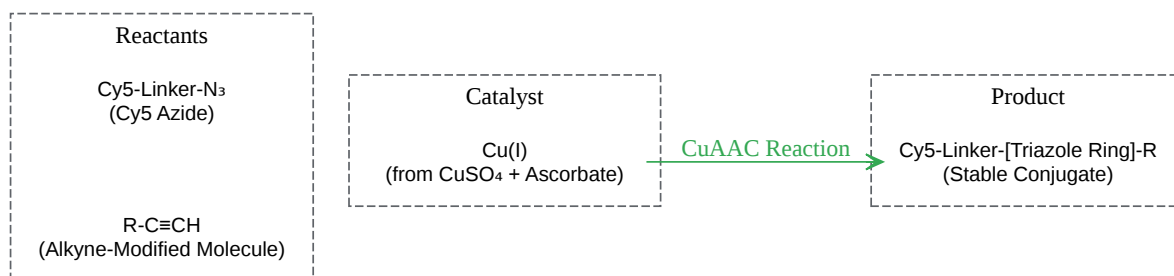 Reactants
Cy5-Linker-N₃
(Cy5 Azide)
R-C≡CH
(Alkyne-Modified Molecule)
Catalyst
Cu(I)
(from CuSO₄ + Ascorbate)
CuAAC Reaction
Product
Cy5-Linker-[Triazole Ring]-R
(Stable Conjugate)